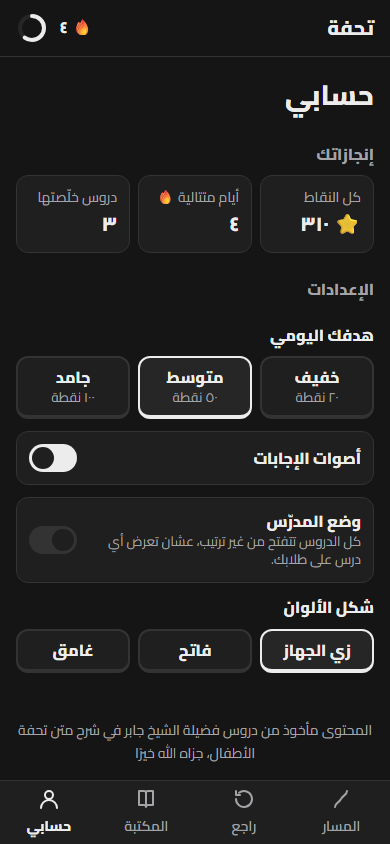 تحفة
٤
حسابي
إنجازاتك
كل النقاط
٣١٠
أيام متتالية
٤
دروس خلّصتها
٣
الإعدادات
هدفك اليومي
خفيف
٢٠ نقطة
متوسط
٥٠ نقطة
جامد
١٠٠ نقطة
أصوات الإجابات
وضع المدرّس
كل الدروس تتفتح من غير ترتيب، عشان تعرض أي
درس على طلابك.
شكل الألوان
زي الجهاز
فاتح
غامق
المحتوى مأخوذ من دروس فضيلة الشيخ جابر في شرح متن تحفة
الأطفال، جزاه الله خيرًا
المسار
راجع
المكتبة
حسابي